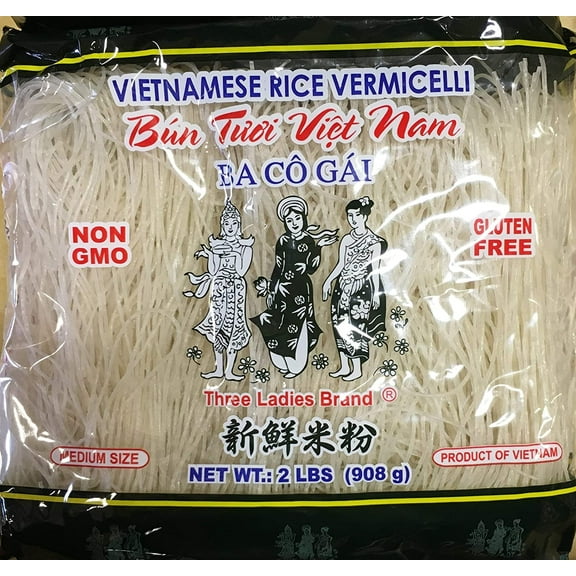 VIETNAMESE RICE VERMICELLI
Bún Tươi Việt Nam
BA CÔ GÁI
NON
GMO
GLUTEN
FREE
Three Ladies Brand ®
新鮮米粉
MEDIUM SIZE
PRODUCT OF VIETNAM
NET WT.: 2 LBS (908 g)